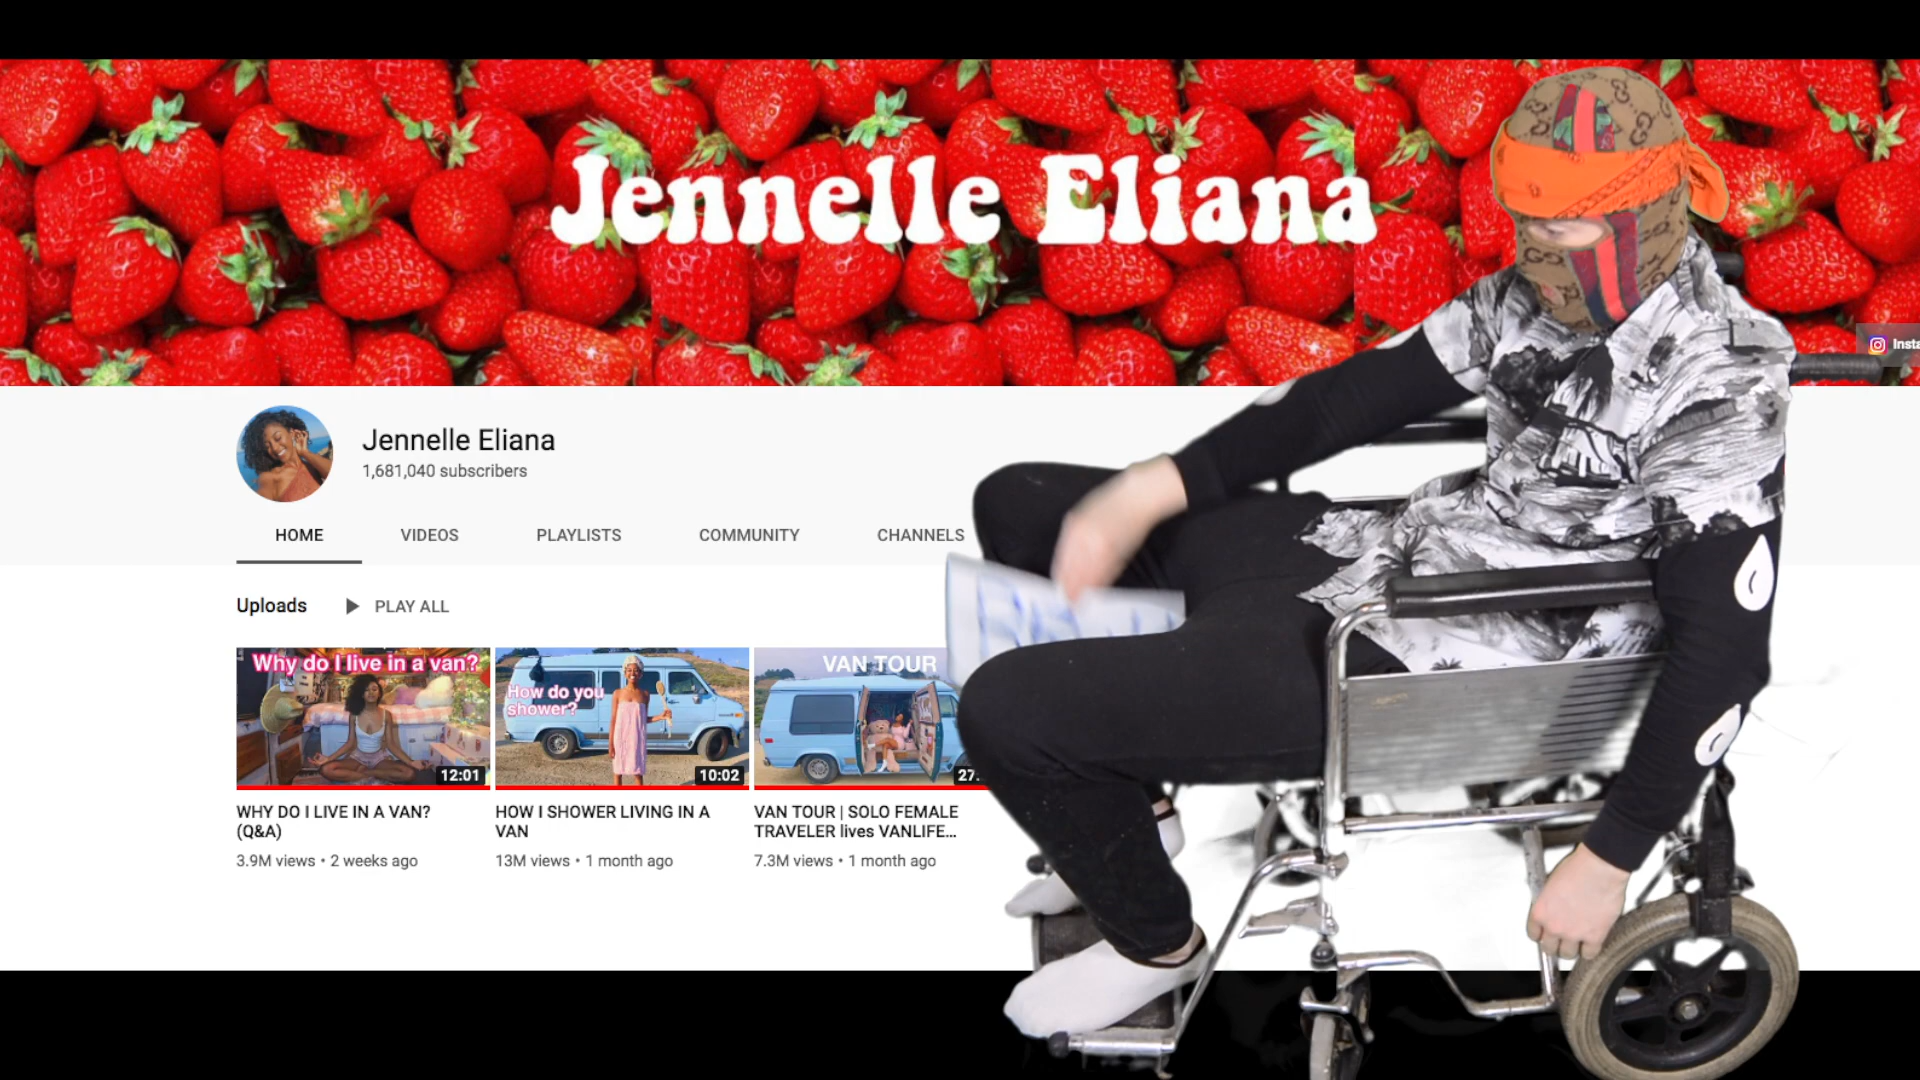 Jennelle Eliana
Insta
Jennelle Eliana
1,681,040 subscribers
HOME VIDEOS PLAYLISTS COMMUNITY CHANNELS
Uploads PLAY ALL
Why do I live in a van?
12:01
How do you
shower?
10:02
VAN TOUR
27:
WHY DO I LIVE IN A VAN?
(Q&A)
3.9M views • 2 weeks ago
HOW I SHOWER LIVING IN A
VAN
13M views • 1 month ago
VAN TOUR | SOLO FEMALE
TRAVELER lives VANLIFE...
7.3M views • 1 month ago